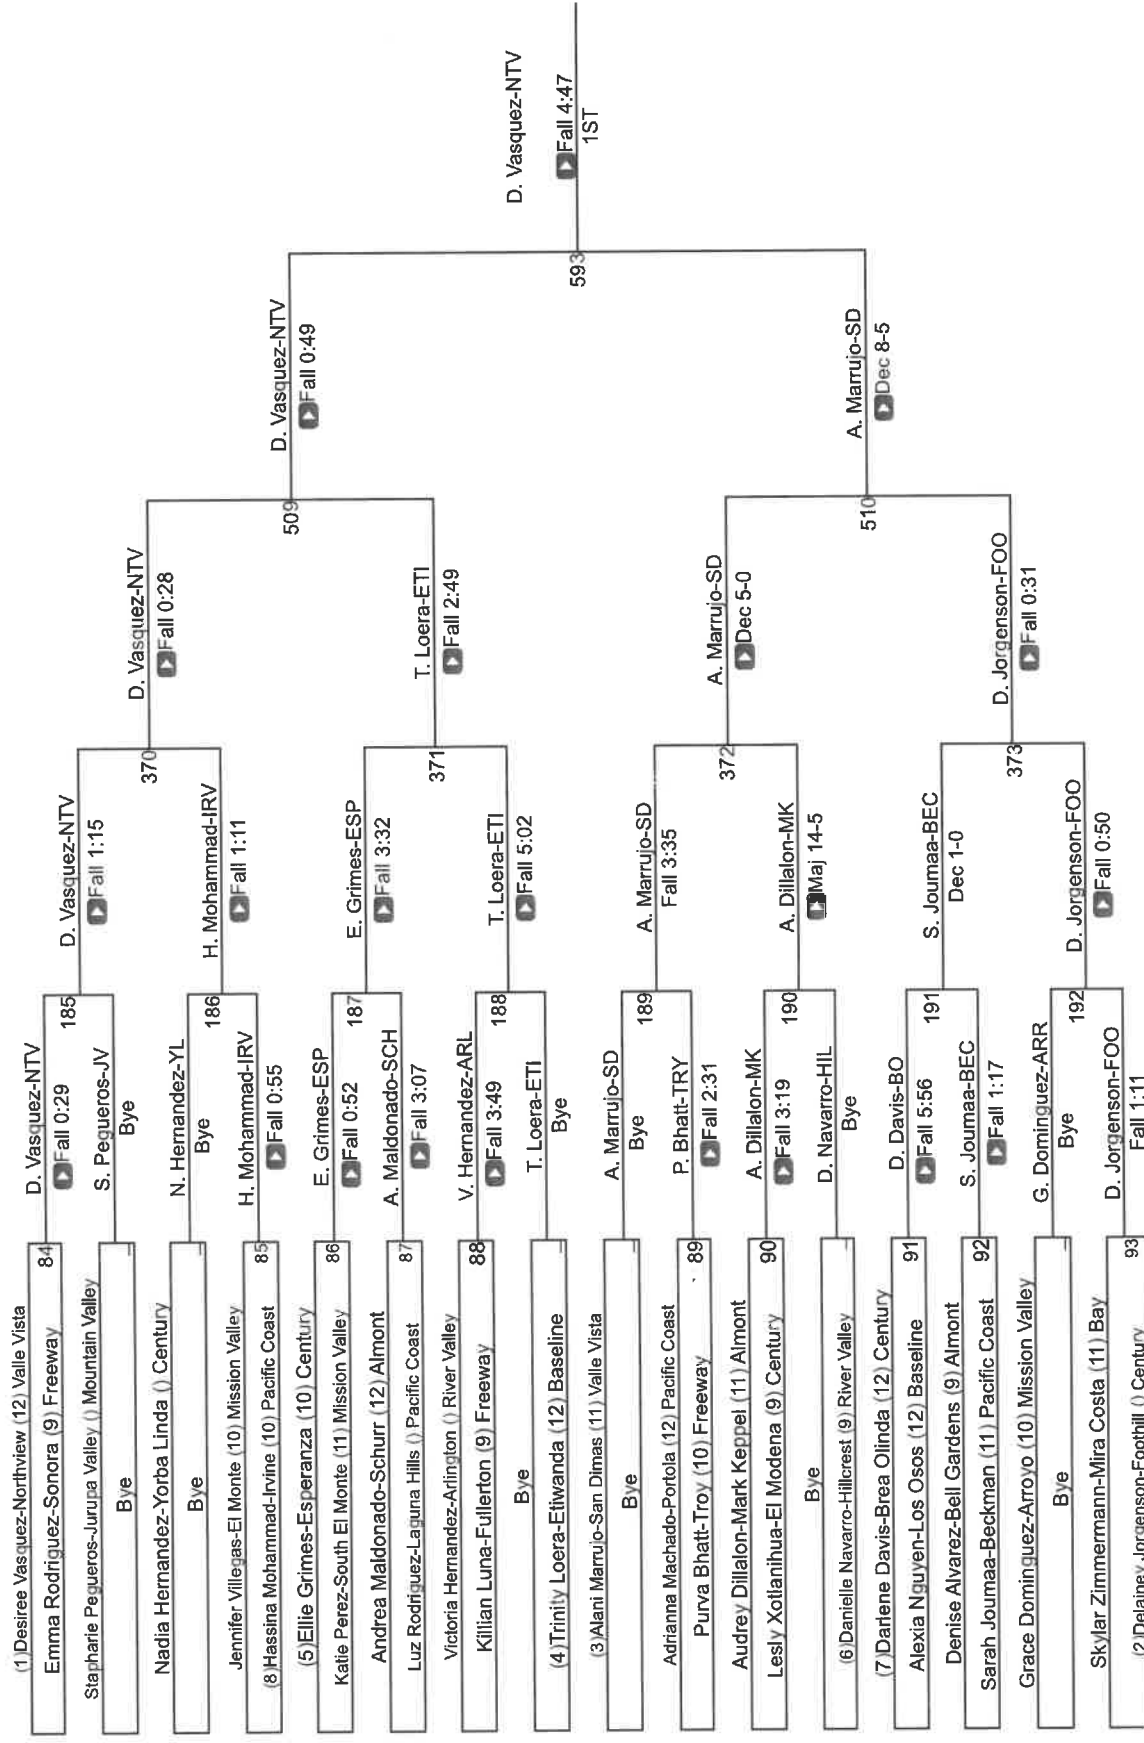 (1)Desiree Vasquez-Northview (12) Valle Vista
84
Emma Rodriguez-Sonora (9) Freeway
Stapharie Pegueros-Jurupa Valley () Mountain Valley
Bye
Nadia Hernandez-Yorba Linda () Century
Bye
Jennifer Villegas-El Monte (10) Mission Valley
85
(8)Hassina Mohammad-Irvine (10) Pacific Coast
(5)Ellie Grimes-Esperanza (10) Century
86
Katie Perez-South El Monte (11) Mission Valley
Andrea Maldonado-Schurr (12) Almont
87
Luz Rodriguez-Laguna Hills () Pacific Coast
Victoria Hernandez-Arlington () River Valley
88
Killian Luna-Fullerton (9) Freeway
Bye
(4)Trinity Loera-Etiwanda (12) Baseline
(3)Alani Marrujo-San Dimas (11) Valle Vista
Bye
Adrianna Machado-Portola (12) Pacific Coast
89
Purva Bhatt-Troy (10) Freeway
Audrey Dillalon-Mark Keppel (11) Almont
90
Lesly Xotlanihua-El Modena (9) Century
Bye
(6)Danielle Navarro-Hillcrest (9) River Valley
(7)Darlene Davis-Brea Olinda (12) Century
91
Alexia Nguyen-Los Osos (12) Baseline
Denise Alvarez-Bell Gardens (9) Almont
92
Sarah Joumaa-Beckman (11) Pacific Coast
Grace Dominguez-Arroyo (10) Mission Valley
Bye
Skylar Zimmermann-Mira Costa (11) Bay
93
(2)Delainey Jorgenson-Foothill () Century
D. Vasquez-NTV
Fall 0:29
185
S. Pegueros-JV
Bye
N. Hernandez-YL
Bye
186
H. Mohammad-IRV
Fall 0:55
E. Grimes-ESP
Fall 0:52
187
A. Maldonado-SCH
Fall 3:07
V. Hernandez-ARL
Fall 3:49
188
T. Loera-ETI
Bye
A. Marrujo-SD
Bye
189
P. Bhatt-TRY
Fall 2:31
A. Dillalon-MK
Fall 3:19
190
D. Navarro-HIL
Bye
D. Davis-BO
Fall 5:56
191
S. Joumaa-BEC
Fall 1:17
G. Dominguez-ARR
Bye
192
D. Jorgenson-FOO
Fall 1:11
D. Vasquez-NTV
Fall 1:15
370
H. Mohammad-IRV
Fall 1:11
E. Grimes-ESP
Fall 3:32
371
T. Loera-ETI
Fall 5:02
A. Marrujo-SD
Fall 3:35
372
A. Dillalon-MK
Maj 14-5
S. Joumaa-BEC
Dec 1-0
373
D. Jorgenson-FOO
Fall 0:50
D. Vasquez-NTV
Fall 0:28
509
T. Loera-ETI
Fall 2:49
A. Marrujo-SD
Dec 5-0
510
D. Jorgenson-FOO
Fall 0:31
D. Vasquez-NTV
Fall 0:49
593
A. Marrujo-SD
Dec 8-5
D. Vasquez-NTV
Fall 4:47
1ST